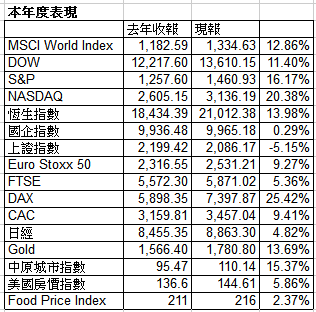 本年度表現
去年收報 現報
MSCI World Index 1,182.59 1,334.63 12.86%
DOW 12,217.60 13,610.15 11.40%
S&P 1,257.60 1,460.93 16.17%
NASDAQ 2,605.15 3,136.19 20.38%
恆生指數 18,434.39 21,012.38 13.98%
國企指數 9,936.48 9,965.18 0.29%
上證指數 2,199.42 2,086.17 -5.15%
Euro Stoxx 50 2,316.55 2,531.21 9.27%
FTSE 5,572.30 5,871.02 5.36%
DAX 5,898.35 7,397.87 25.42%
CAC 3,159.81 3,457.04 9.41%
日經 8,455.35 8,863.30 4.82%
Gold 1,566.40 1,780.80 13.69%
中原城市指數 95.47 110.14 15.37%
美國房價指數 136.6 144.61 5.86%
Food Price Index 211 216 2.37%